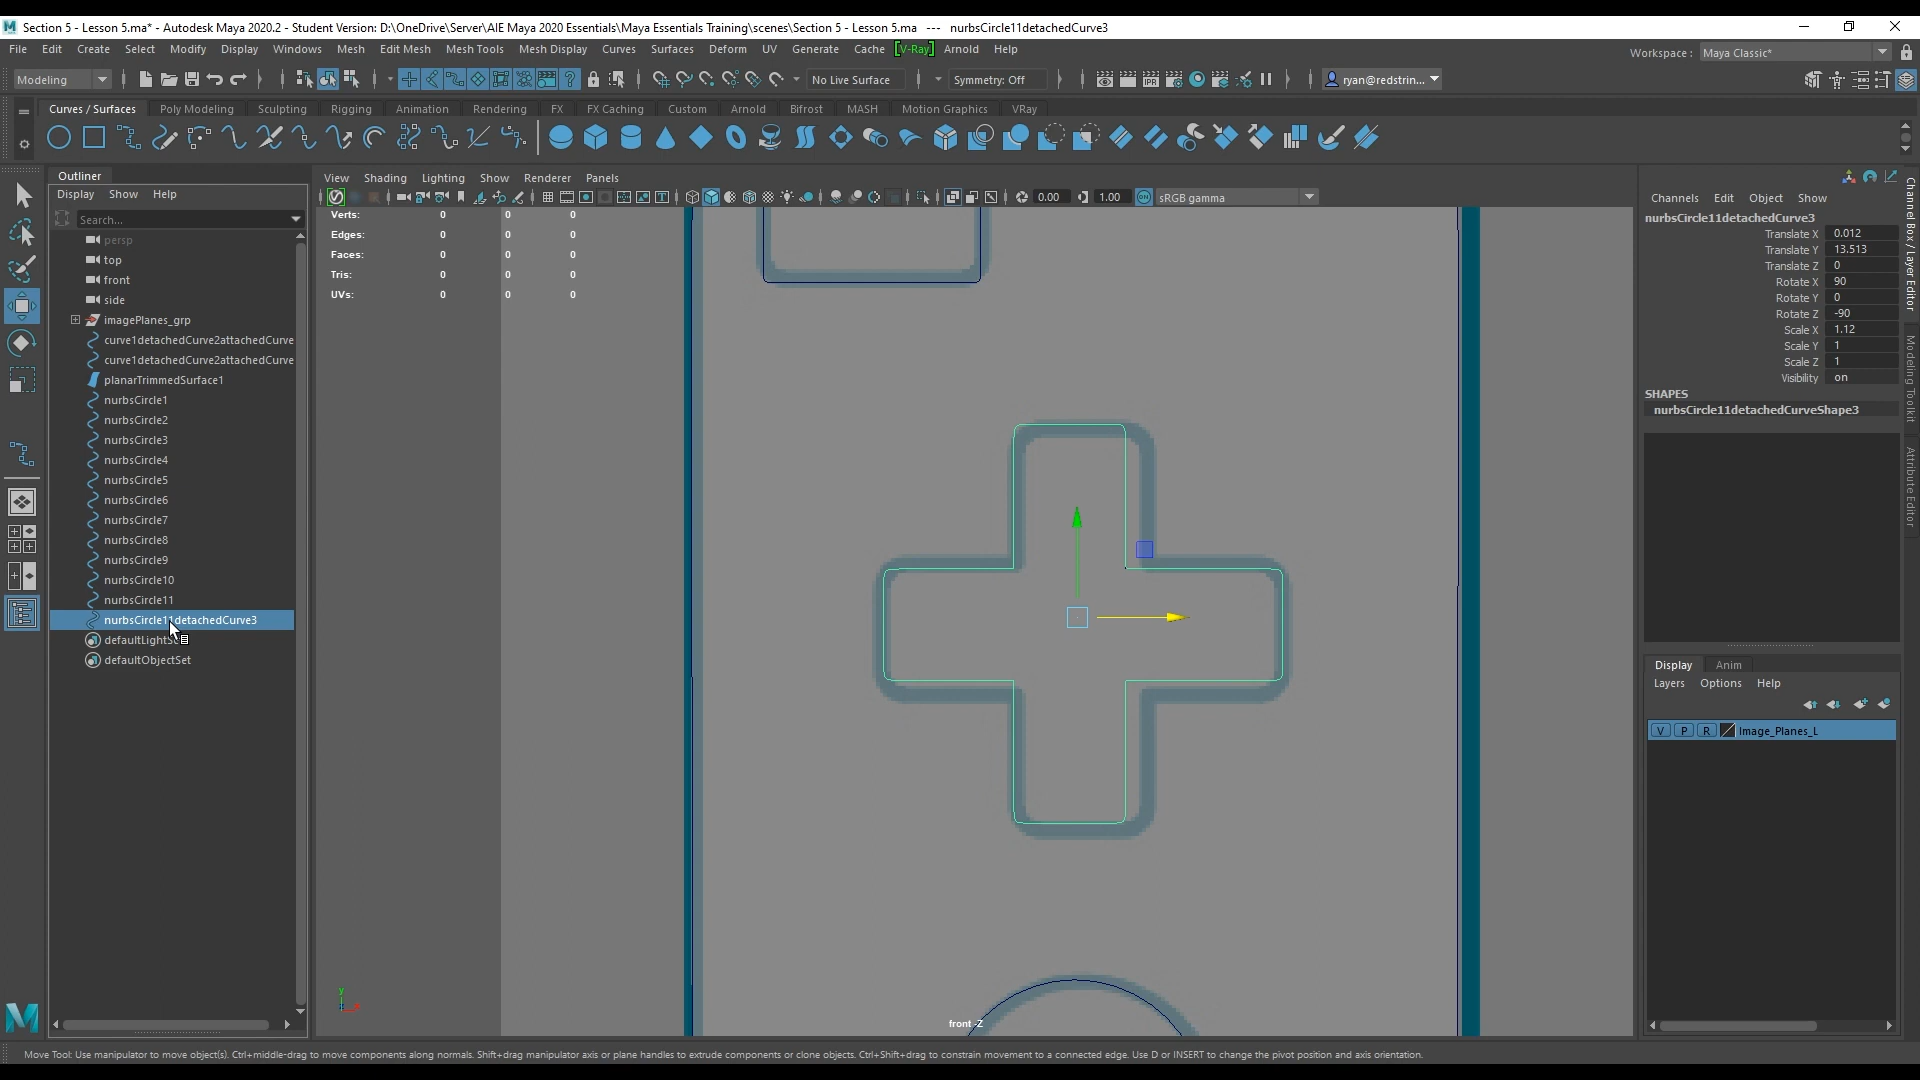 Section 5 - Lesson 5.ma* - Autodesk Maya 2020.2 - Student Version: D:\OneDrive\Server\AIE Maya 2020 Essentials\Maya Essentials Training\scenes\Section 5 - Lesson 5.ma --- nurbsCircle11detachedCurve3
File Edit Create Select Modify Display Windows Mesh Edit Mesh Mesh Tools Mesh Display Curves Surfaces Deform UV Generate Cache [V-Ray] Arnold Help
Workspace : Maya Classic*
Modeling No Live Surface Symmetry: Off IPR ryan@redstrin...
Curves / Surfaces Poly Modeling Sculpting Rigging Animation Rendering FX FX Caching Custom Arnold Bifrost MASH Motion Graphics VRay
Outliner
Display Show Help
Search...
persp
top
front
side
imagePlanes_grp
curve1detachedCurve2attachedCurve
curve1detachedCurve2attachedCurve
planarTrimmedSurface1
nurbsCircle1
nurbsCircle2
nurbsCircle3
nurbsCircle4
nurbsCircle5
nurbsCircle6
nurbsCircle7
nurbsCircle8
nurbsCircle9
nurbsCircle10
nurbsCircle11
nurbsCircle11detachedCurve3
defaultLightSet
defaultObjectSet
View Shading Lighting Show Renderer Panels
0.00 1.00 ON sRGB gamma
Verts: 0 0 0
Edges: 0 0 0
Faces: 0 0 0
Tris: 0 0 0
UVs: 0 0 0
y
front -Z
Channels Edit Object Show
nurbsCircle11detachedCurve3
Translate X 0.012
Translate Y 13.513
Translate Z 0
Rotate X 90
Rotate Y 0
Rotate Z -90
Scale X 1.12
Scale Y 1
Scale Z 1
Visibility on
SHAPES
nurbsCircle11detachedCurveShape3
Display Anim
Layers Options Help
V P R Image_Planes_L
Channel Box / Layer Editor
Modeling Toolkit
Attribute Editor
Move Tool: Use manipulator to move object(s). Ctrl+middle-drag to move components along normals. Shift+drag manipulator axis or plane handles to extrude components or clone objects. Ctrl+Shift+drag to constrain movement to a connected edge. Use D or INSERT to change the pivot position and axis orientation.